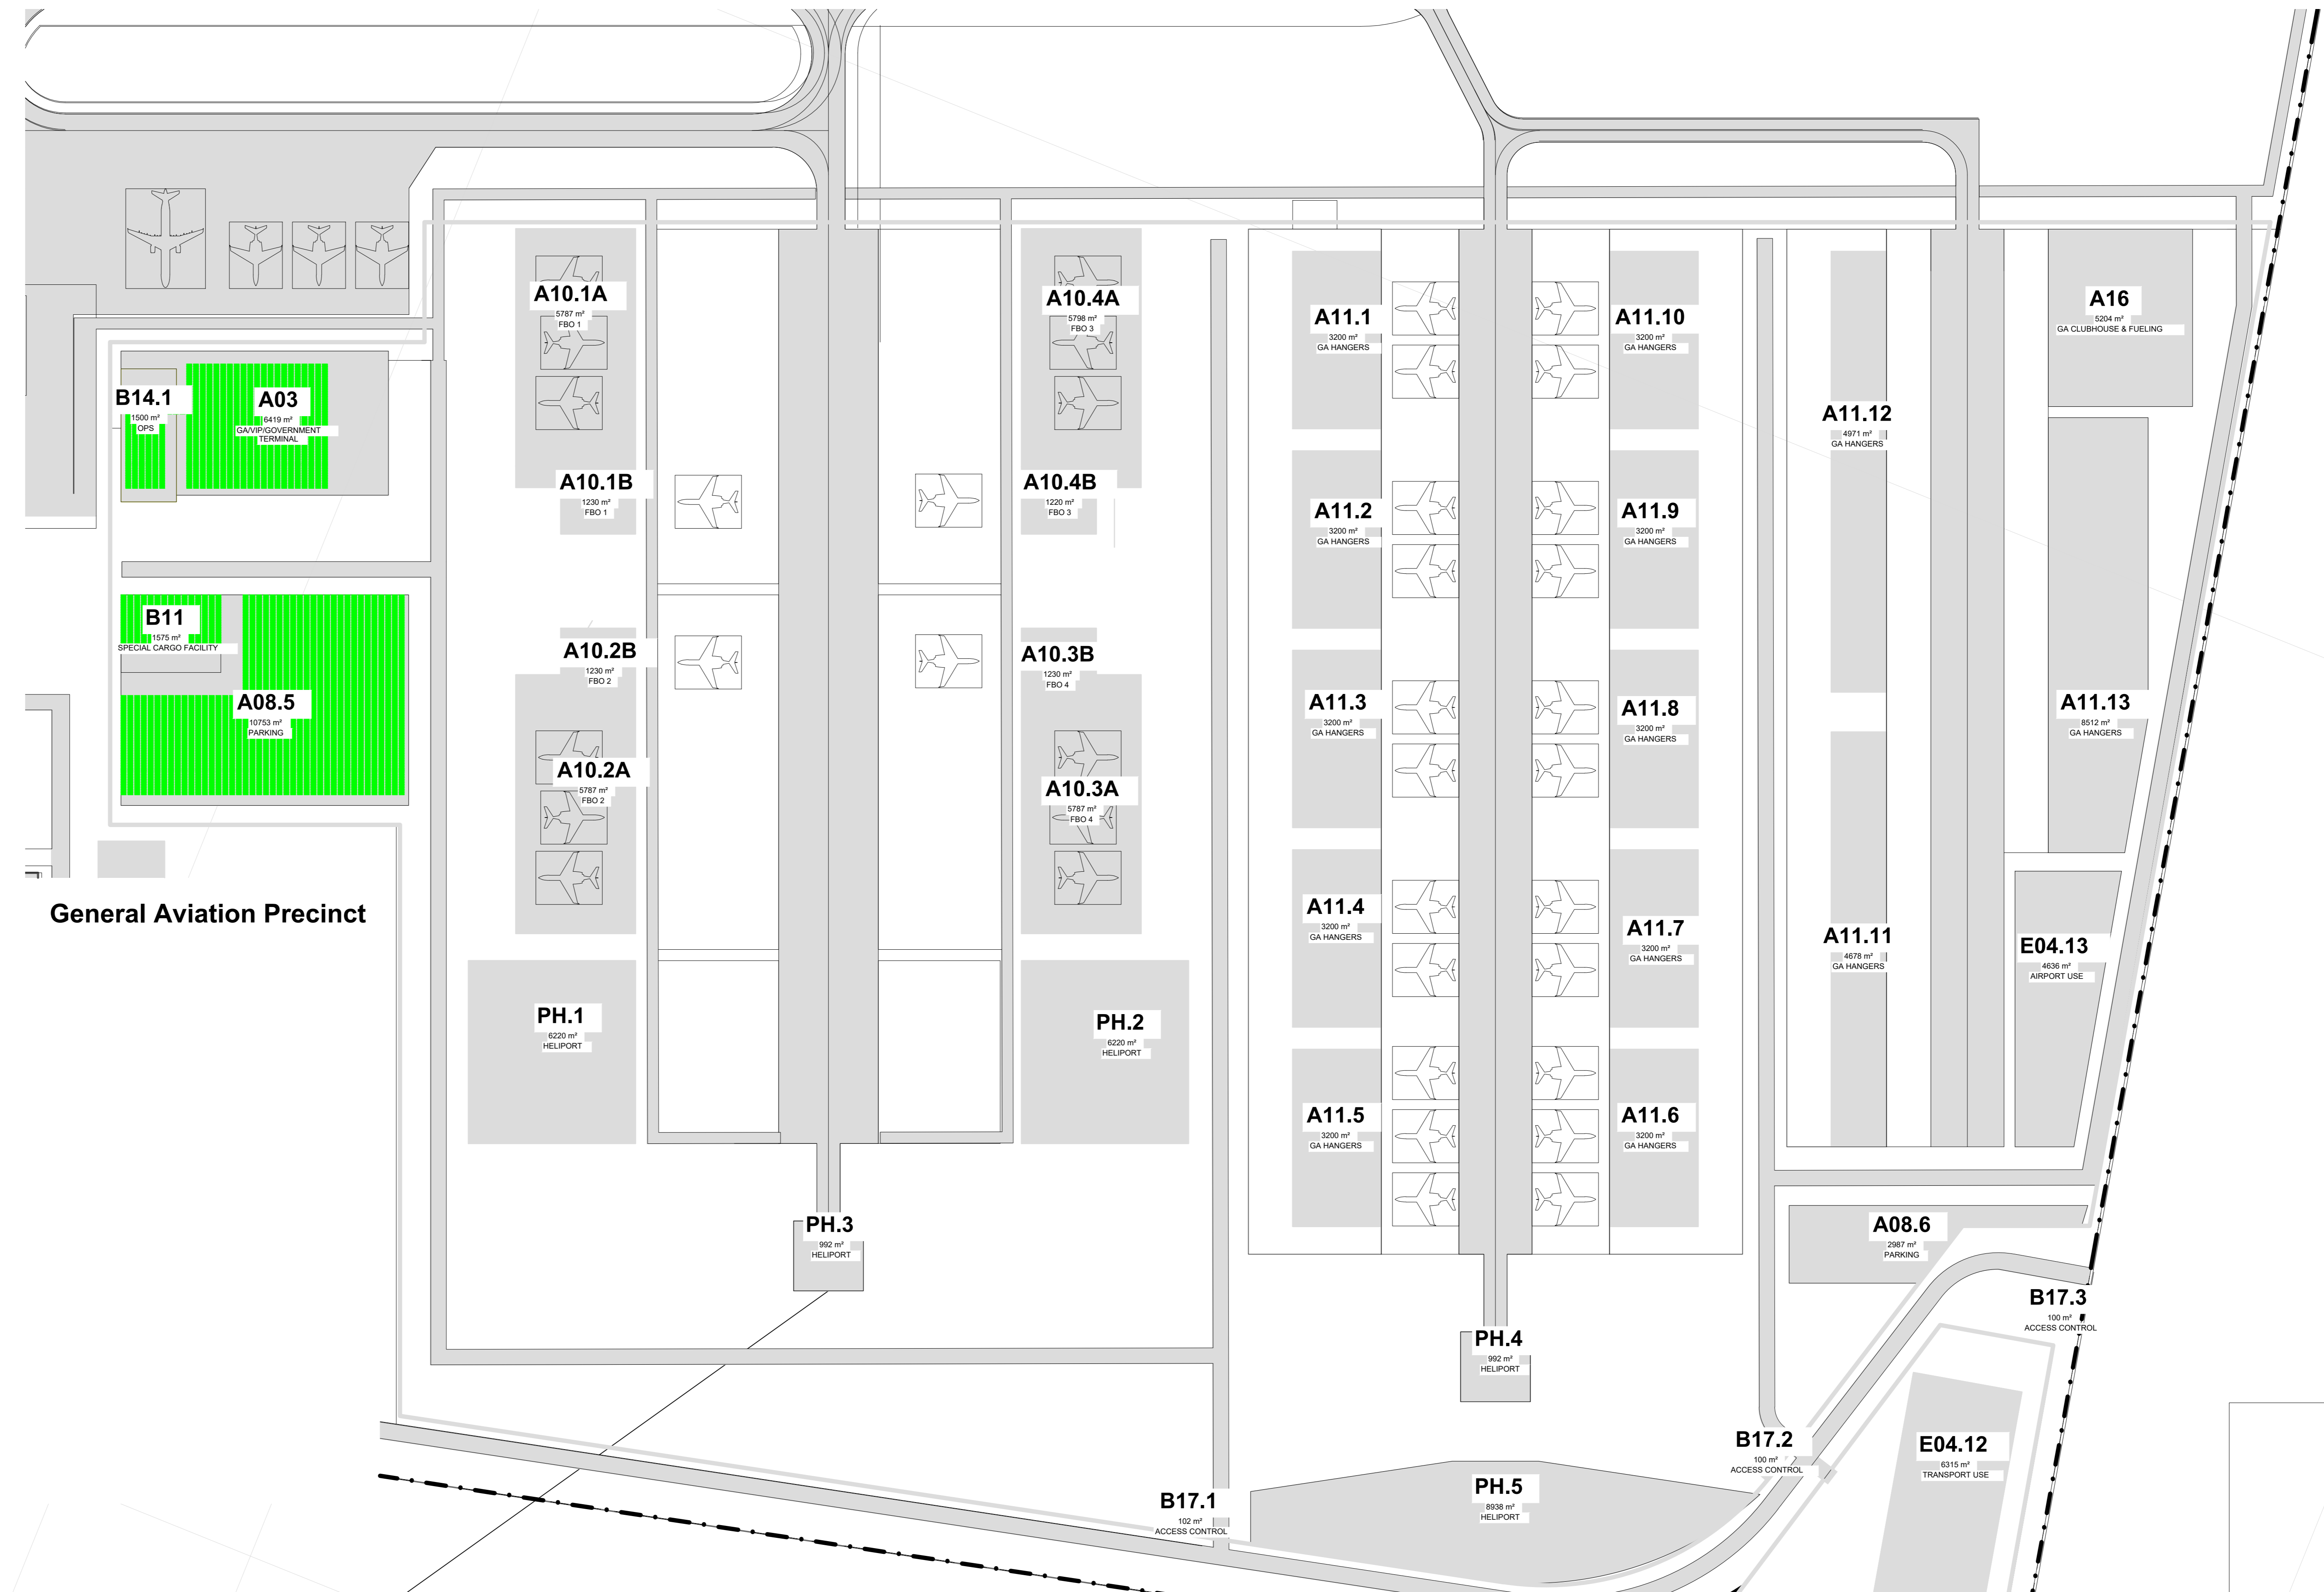 A10.1A
5787 m²
FBO 1
A10.4A
5798 m²
FBO 3
A11.1
3200 m²
GA HANGERS
A11.10
3200 m²
GA HANGERS
A16
5204 m²
GA CLUBHOUSE & FUELING
B14.1
1500 m²
OPS
A03
6419 m²
GA/VIP/GOVERNMENT
TERMINAL
A11.12
4971 m²
GA HANGERS
A10.1B
1230 m²
FBO 1
A10.4B
1220 m²
FBO 3
A11.2
3200 m²
GA HANGERS
A11.9
3200 m²
GA HANGERS
B11
1575 m²
SPECIAL CARGO FACILITY
A10.2B
1230 m²
FBO 2
A10.3B
1230 m²
FBO 4
A08.5
10753 m²
PARKING
A11.3
3200 m²
GA HANGERS
A11.8
3200 m²
GA HANGERS
A11.13
8512 m²
GA HANGERS
A10.2A
5787 m²
FBO 2
A10.3A
5787 m²
FBO 4
General Aviation Precinct
A11.4
3200 m²
GA HANGERS
A11.7
3200 m²
GA HANGERS
A11.11
4678 m²
GA HANGERS
E04.13
4636 m²
AIRPORT USE
PH.1
6220 m²
HELIPORT
PH.2
6220 m²
HELIPORT
A11.5
3200 m²
GA HANGERS
A11.6
3200 m²
GA HANGERS
PH.3
992 m²
HELIPORT
A08.6
2987 m²
PARKING
B17.3
100 m²
ACCESS CONTROL
PH.4
992 m²
HELIPORT
B17.2
100 m²
ACCESS CONTROL
E04.12
6315 m²
TRANSPORT USE
PH.5
8938 m²
HELIPORT
B17.1
102 m²
ACCESS CONTROL